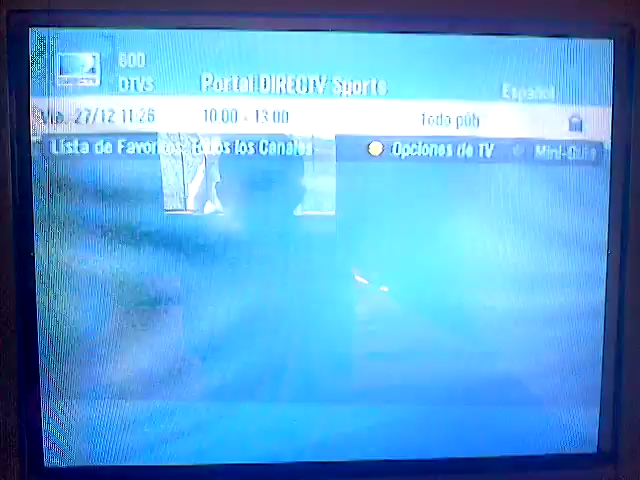 600
DTVS Portal DIRECTV Sports Español
Vie. 27/12 11:26 10:00 - 13:00 Todo púb
Lista de Favoritos: Todos los Canales Opciones de TV Mini-Guía